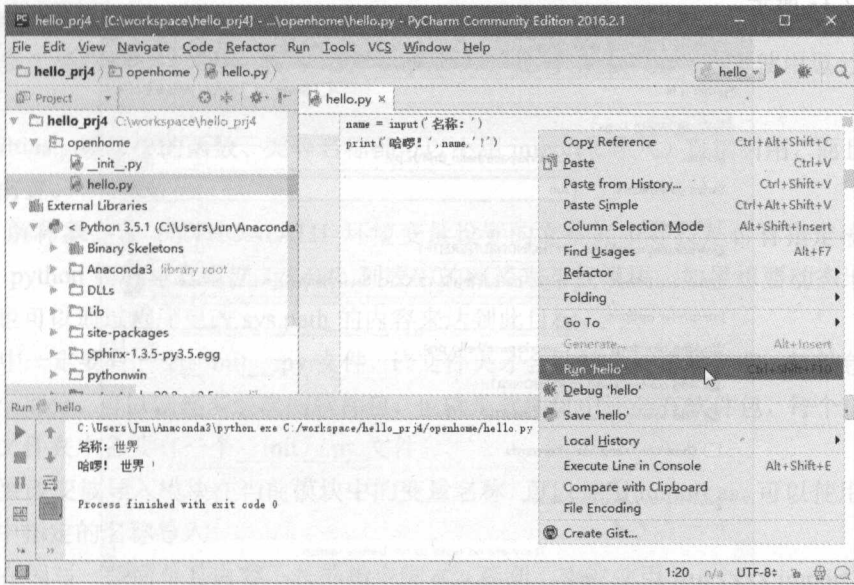 hello_prj4 - [C:\workspace\hello_prj4] - ...\openhome\hello.py - PyCharm Community Edition 2016.2.1
File Edit View Navigate Code Refactor Run Tools VCS Window Help
hello_prj4 openhome hello.py hello
Project hello.py ×
hello_prj4 C:\workspace\hello_prj4
openhome
__init__.py
hello.py
External Libraries
< Python 3.5.1 (C:\Users\Jun\Anaconda
Binary Skeletons
Anaconda3 library root
DLLs
Lib
site-packages
Sphinx-1.3.5-py3.5.egg
pythonwin
name = input('名称：')
print('哈啰！',name,'!')
Copy Reference Ctrl+Alt+Shift+C
Paste Ctrl+V
Paste from History... Ctrl+Shift+V
Paste Simple Ctrl+Alt+Shift+V
Column Selection Mode Alt+Shift+Insert
Find Usages Alt+F7
Refactor
Folding
Go To
Generate... Alt+Insert
Run 'hello' Ctrl+Shift+F10
Debug 'hello'
Save 'hello'
Local History
Execute Line in Console Alt+Shift+E
Compare with Clipboard
File Encoding
Create Gist...
Run hello
C:\Users\Jun\Anaconda3\python.exe C:/workspace/hello_prj4/openhome/hello.py
名称：世界
哈啰！ 世界 !
Process finished with exit code 0
1:20 n/a UTF-8